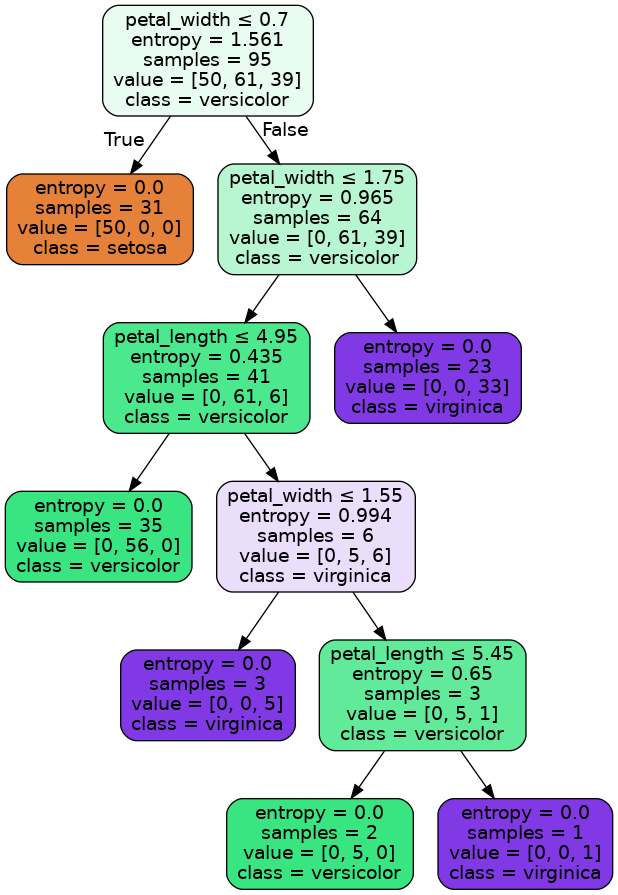 petal_width ≤ 0.7
entropy = 1.561
samples = 95
value = [50, 61, 39]
class = versicolor
True
False
entropy = 0.0
samples = 31
value = [50, 0, 0]
class = setosa
petal_width ≤ 1.75
entropy = 0.965
samples = 64
value = [0, 61, 39]
class = versicolor
petal_length ≤ 4.95
entropy = 0.435
samples = 41
value = [0, 61, 6]
class = versicolor
entropy = 0.0
samples = 23
value = [0, 0, 33]
class = virginica
entropy = 0.0
samples = 35
value = [0, 56, 0]
class = versicolor
petal_width ≤ 1.55
entropy = 0.994
samples = 6
value = [0, 5, 6]
class = virginica
entropy = 0.0
samples = 3
value = [0, 0, 5]
class = virginica
petal_length ≤ 5.45
entropy = 0.65
samples = 3
value = [0, 5, 1]
class = versicolor
entropy = 0.0
samples = 2
value = [0, 5, 0]
class = versicolor
entropy = 0.0
samples = 1
value = [0, 0, 1]
class = virginica